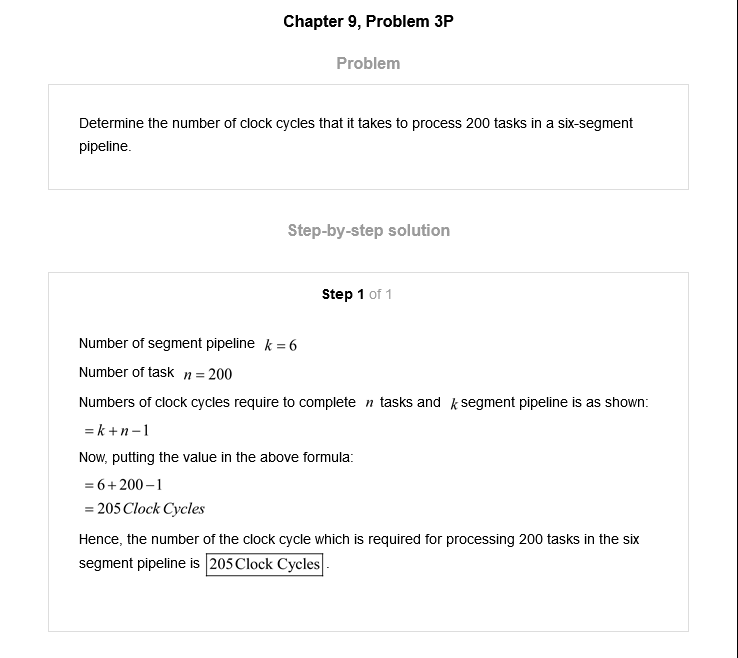 Chapter 9, Problem 3P
Problem
Determine the number of clock cycles that it takes to process 200 tasks in a six-segment
pipeline.
Step-by-step solution
Step 1 of 1
Number of segment pipeline k = 6
Number of task n = 200
Numbers of clock cycles require to complete n tasks and k segment pipeline is as shown:
= k + n − 1
Now, putting the value in the above formula:
= 6 + 200 − 1
= 205 Clock Cycles
Hence, the number of the clock cycle which is required for processing 200 tasks in the six
segment pipeline is 205 Clock Cycles .